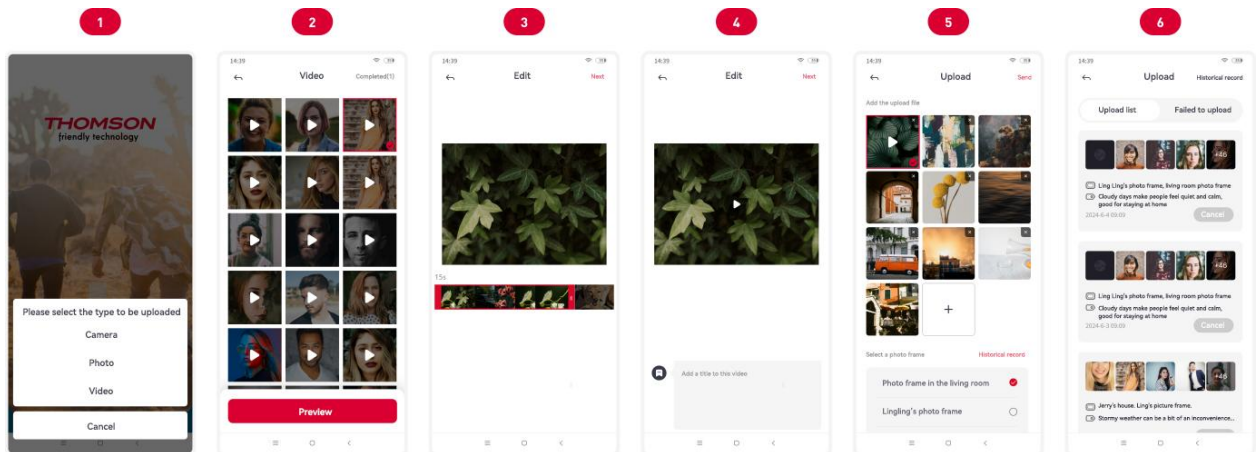 1
THOMSON
friendly technology
Please select the type to be uploaded
Camera
Photo
Video
Cancel
2
14:39
Video
Completed(1)
Preview
3
14:39
Edit
Next
15s
4
14:39
Edit
Next
Add a title to this video
5
14:39
Upload
Send
Add the upload file
Select a photo frame
Historical record
Photo frame in the living room
Lingling's photo frame
6
14:39
Upload
Historical record
Upload list
Failed to upload
+46
Ling Ling's photo frame, living room photo frame
Cloudy days make people feel quiet and calm,
good for staying at home
2024-6-4 09:09
Cancel
+46
Ling Ling's photo frame, living room photo frame
Cloudy days make people feel quiet and calm,
good for staying at home
2024-6-3 09:09
Cancel
+46
Jerry's house. Ling's picture frame.
Stormy weather can be a bit of an inconvenience...